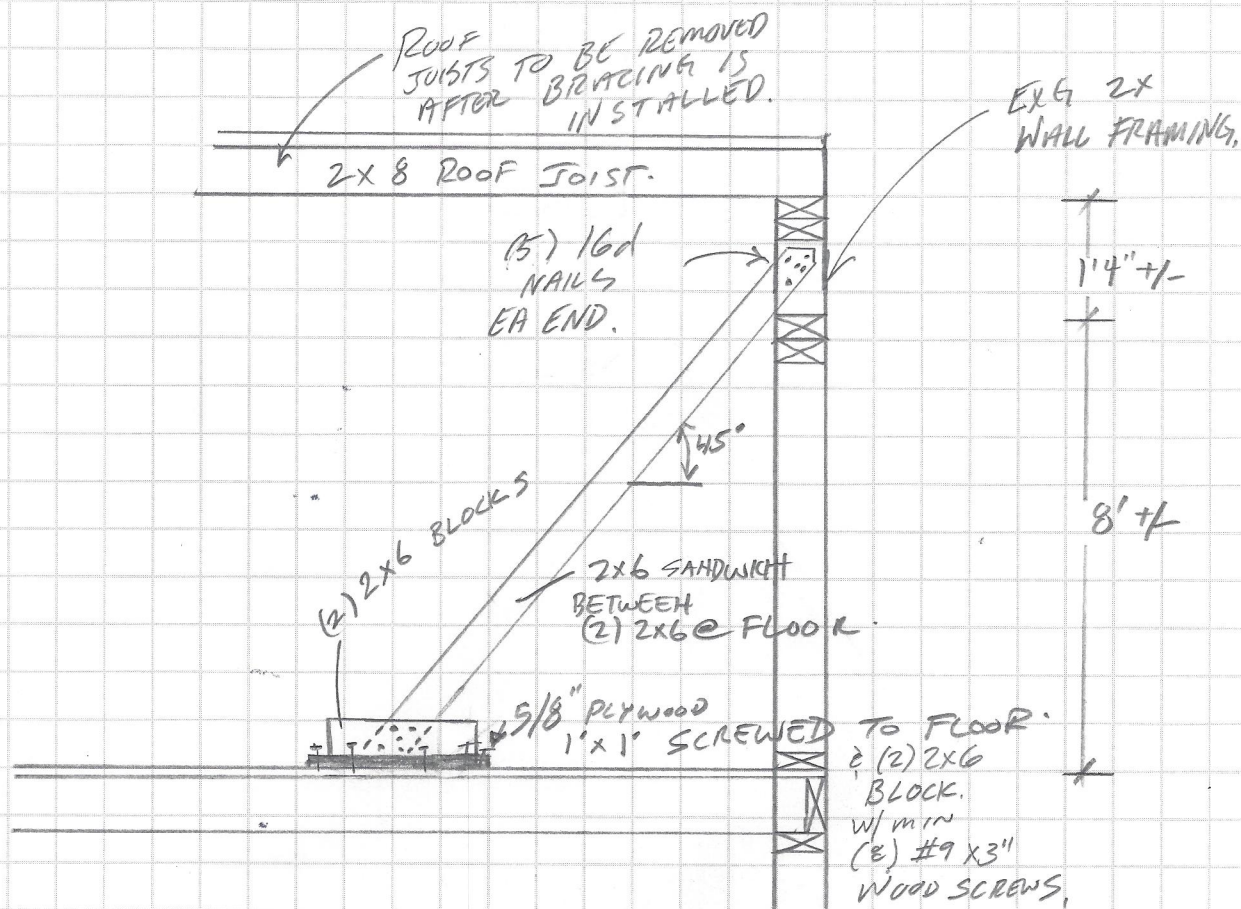 ROOF
JOISTS TO BE REMOVED
AFTER BRACING IS
INSTALLED.
EXG 2X
WALL FRAMING.
2X8 ROOF JOIST.
(5) 16d
NAILS
EA END.
1'4" +/-
45°
8' +/-
(2) 2X6 BLOCKS
2X6 SANDWICH
BETWEEN
(2) 2X6 @ FLOOR.
5/8" PLYWOOD
1'X1' SCREWED TO FLOOR.
& (2) 2X6
BLOCK.
W/ MIN
#9 X3"
WOOD SCREWS,